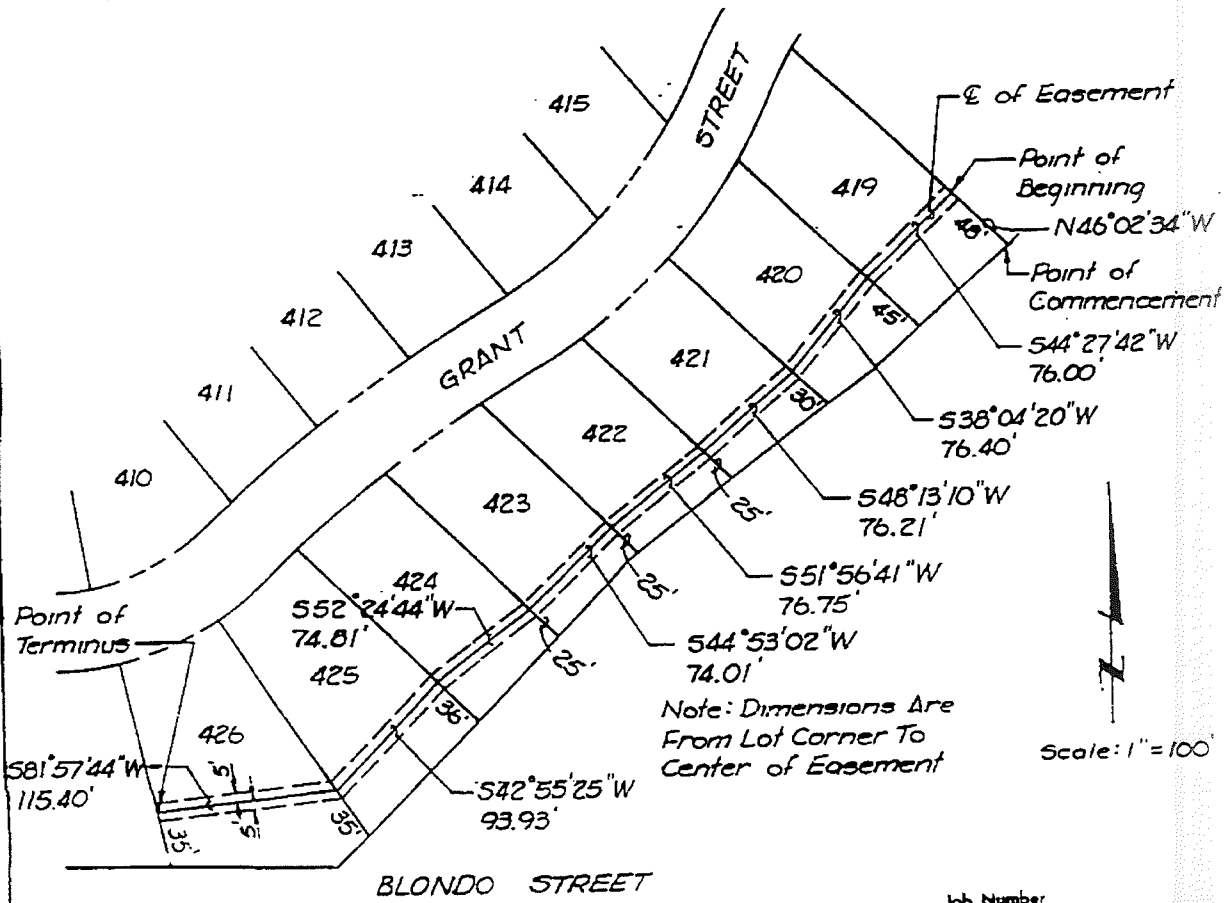 415
STREET
℄ of Easement
Point of
Beginning
414
419
48'
N46°02'34"W
413
Point of
Commencement
420
412
45'
S44°27'42"W
76.00'
GRANT
421
411
30'
S38°04'20"W
76.40'
422
410
25'
S48°13'10"W
76.21'
423
25'
S51°56'41"W
76.75'
424
S52°24'44"W
74.81'
25'
S44°53'02"W
74.01'
Point of
Terminus
425
36'
Note: Dimensions Are
From Lot Corner To
Center of Easement
Z
Scale: 1"=100'
426
S81°57'44"W
115.40'
5'
5'
S42°55'25"W
93.93'
35'
35'
BLONDO STREET
Job Number